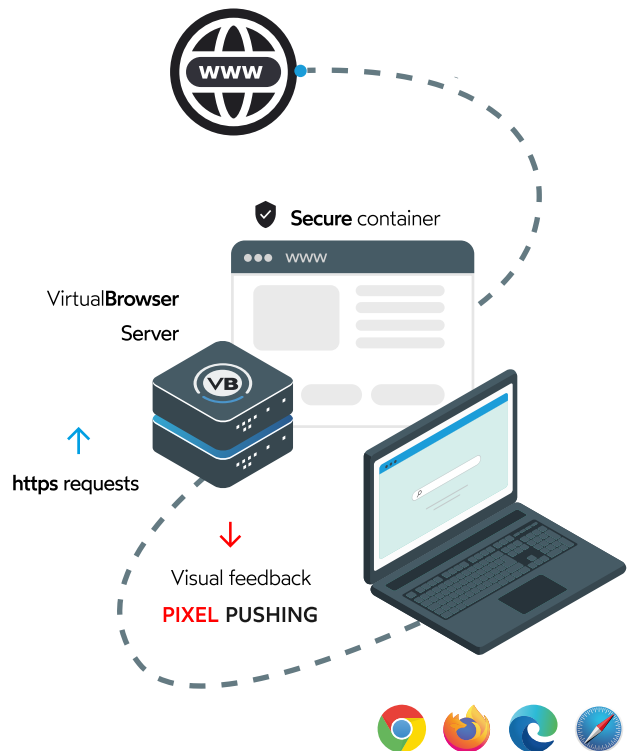 www
Secure container
www
VirtualBrowser
Server
VB
https requests
Visual feedback
PIXEL PUSHING